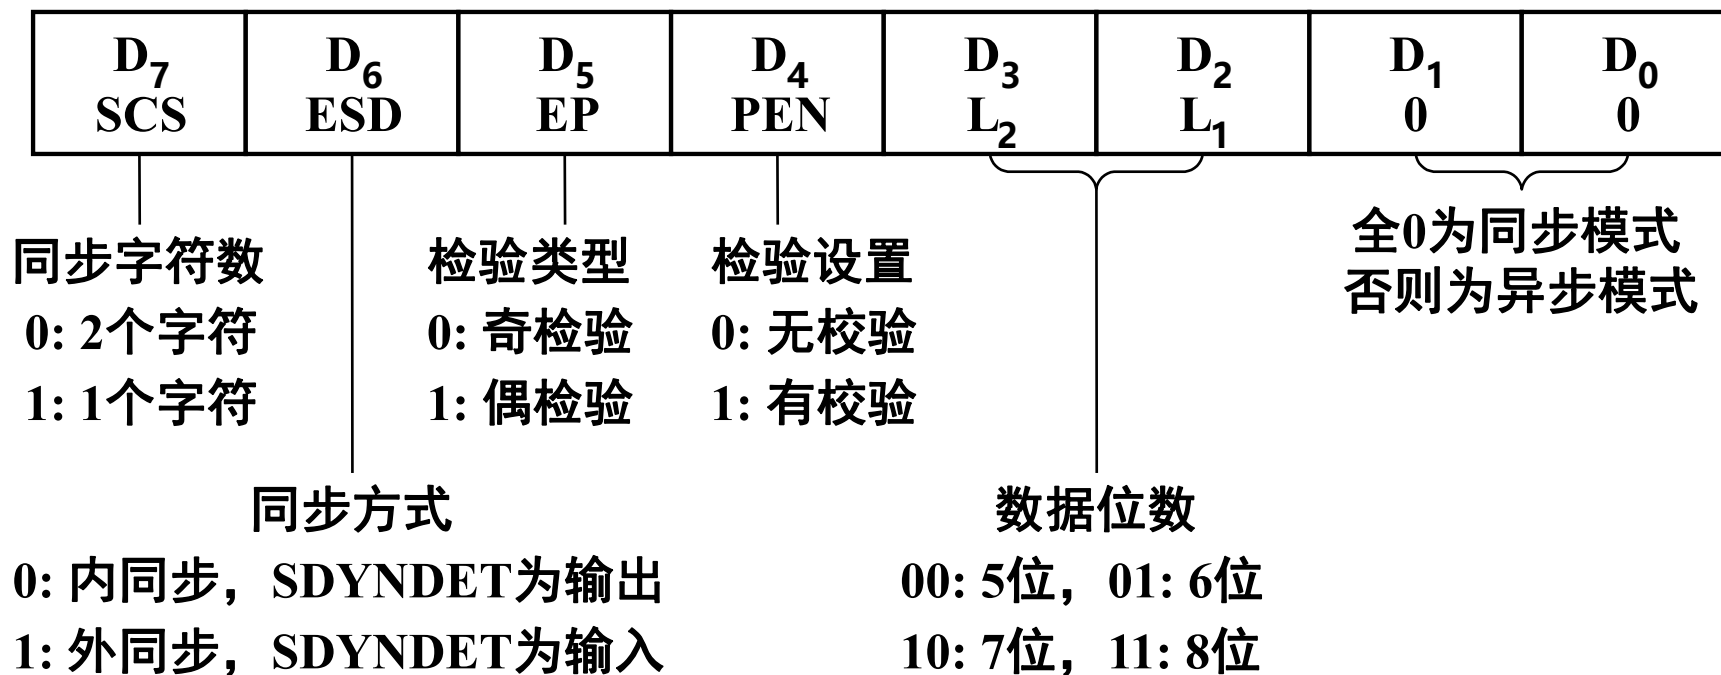 D₇ D₆ D₅ D₄ D₃ D₂ D₁ D₀
SCS ESD EP PEN L₂ L₁ 0 0
同步字符数
0: 2个字符
1: 1个字符
检验类型
0: 奇检验
1: 偶检验
检验设置
0: 无校验
1: 有校验
全0为同步模式
否则为异步模式
同步方式
0: 内同步，SDYNDET为输出
1: 外同步，SDYNDET为输入
数据位数
00: 5位，01: 6位
10: 7位，11: 8位